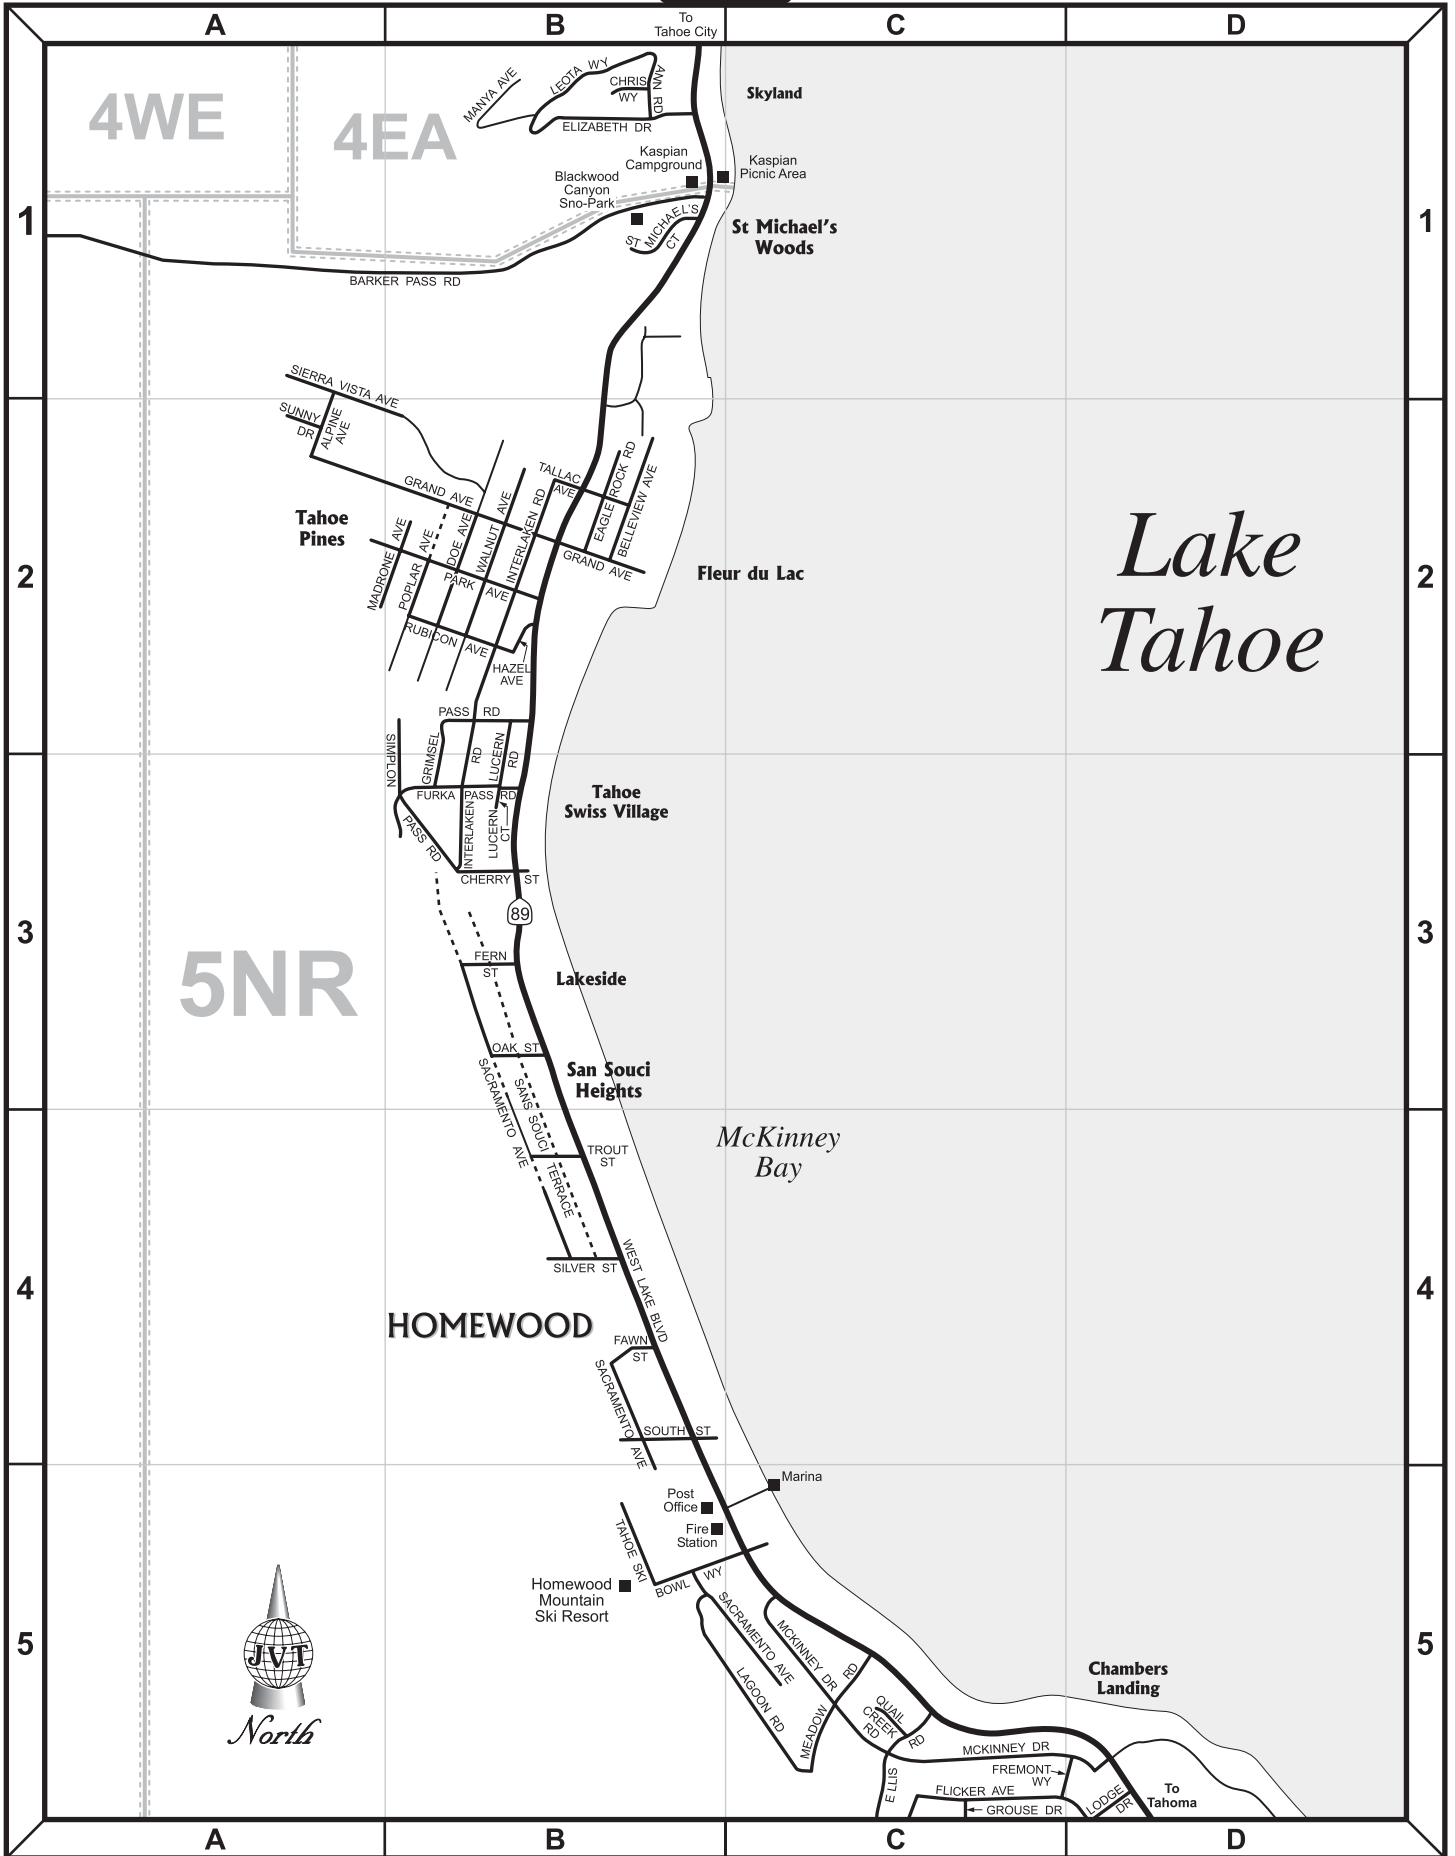 A
B
C
D
To
Tahoe City
4WE
4EA
MANYA AVE
LEOTA WY
CHRIS
WY
ANN RD
ELIZABETH DR
Skyland
Kaspian
Campground
Kaspian
Picnic Area
Blackwood
Canyon
Sno-Park
ST MICHAEL'S
CT
St Michael's
Woods
1
1
BARKER PASS RD
SIERRA VISTA AVE
SUNNY
DR
ALPINE
AVE
GRAND AVE
TALLAC
AVE
EAGLE ROCK RD
BELLEVIEW AVE
Tahoe
Pines
MADRONE AVE
POPLAR AVE
DOE AVE
WALNUT AVE
INTERLAKEN RD
GRAND AVE
PARK AVE
RUBICON AVE
HAZEL
AVE
Fleur du Lac
Lake
Tahoe
2
2
PASS RD
SIMPLON
GRIMSEL
RD
LUCERN
RD
FURKA PASS RD
PASS RD
INTERLAKEN
LUCERN
CT
CHERRY ST
Tahoe
Swiss Village
89
3
3
5NR
FERN
ST
Lakeside
OAK ST
SACRAMENTO AVE
SANS SOUCI
TERRACE
San Souci
Heights
TROUT
ST
McKinney
Bay
SILVER ST
WEST LAKE BLVD
4
4
HOMEWOOD
FAWN
ST
SACRAMENTO AVE
SOUTH ST
Marina
Post
Office
Fire
Station
TAHOE SKI
BOWL WY
Homewood
Mountain
Ski Resort
SACRAMENTO AVE
MCKINNEY DR
LAGOON RD
MEADOW
RD
QUAIL
CREEK
RD
RD
ELLIS
MCKINNEY DR
FREMONT
WY
FLICKER AVE
GROUSE DR
LODGE
DR
To
Tahoma
Chambers
Landing
5
5
JVT
North
A
B
C
D